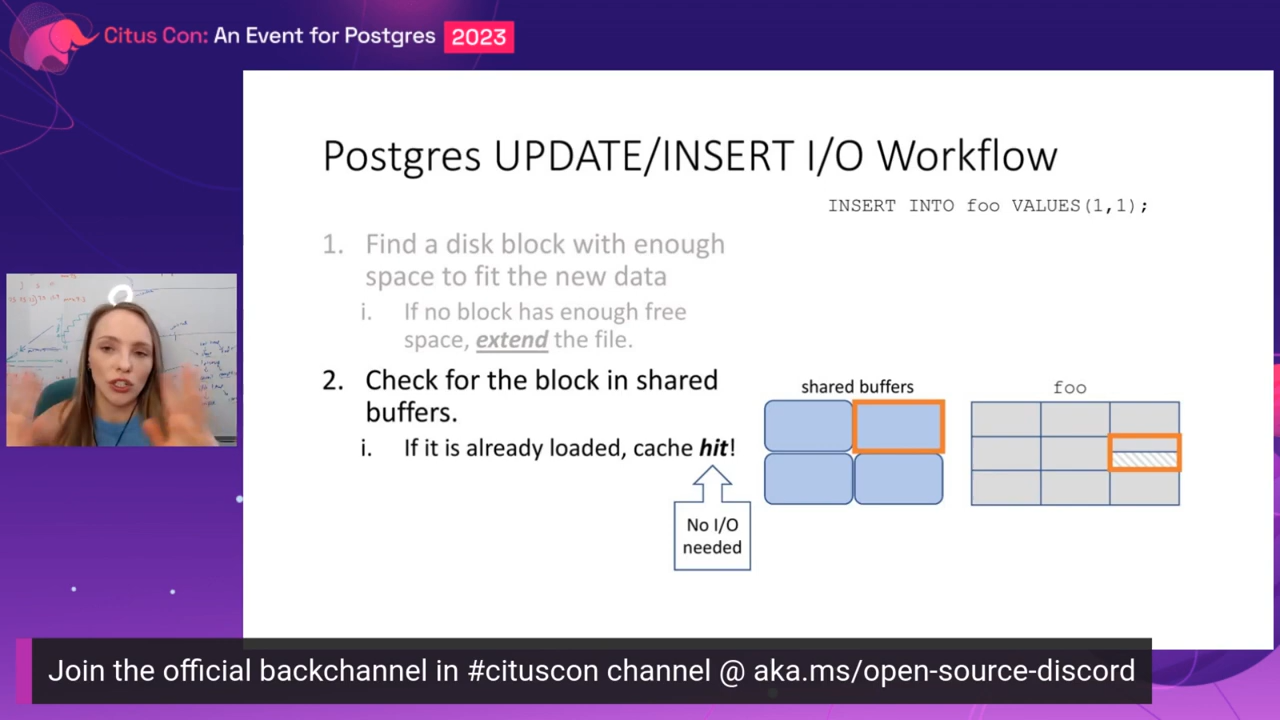 Citus Con: An Event for Postgres 2023
Postgres UPDATE/INSERT I/O Workflow
INSERT INTO foo VALUES(1,1);
1. Find a disk block with enough
space to fit the new data
i. If no block has enough free
space, extend the file.
2. Check for the block in shared
buffers.
i. If it is already loaded, cache hit!
No I/O
needed
shared buffers
foo
Join the official backchannel in #cituscon channel @ aka.ms/open-source-discord